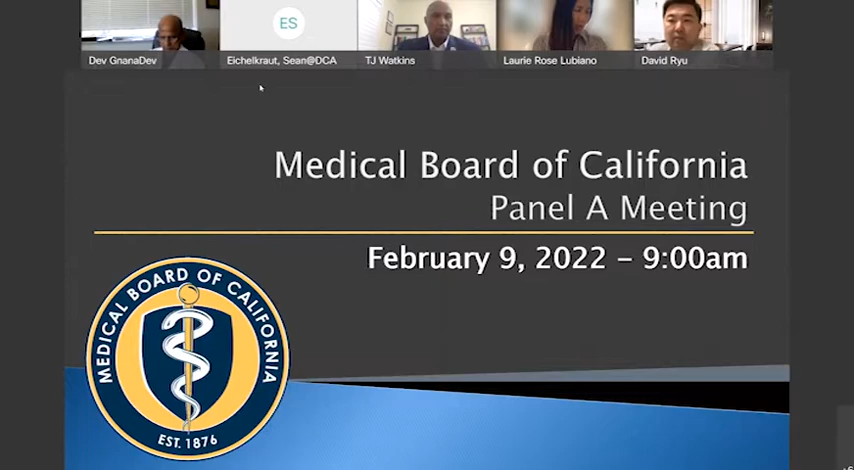 ES
Dev GnanaDev
Eichelkraut, Sean@DCA
TJ Watkins
Laurie Rose Lubiano
David Ryu
Medical Board of California
Panel A Meeting
February 9, 2022 – 9:00am
MEDICAL BOARD OF CALIFORNIA
EST. 1876